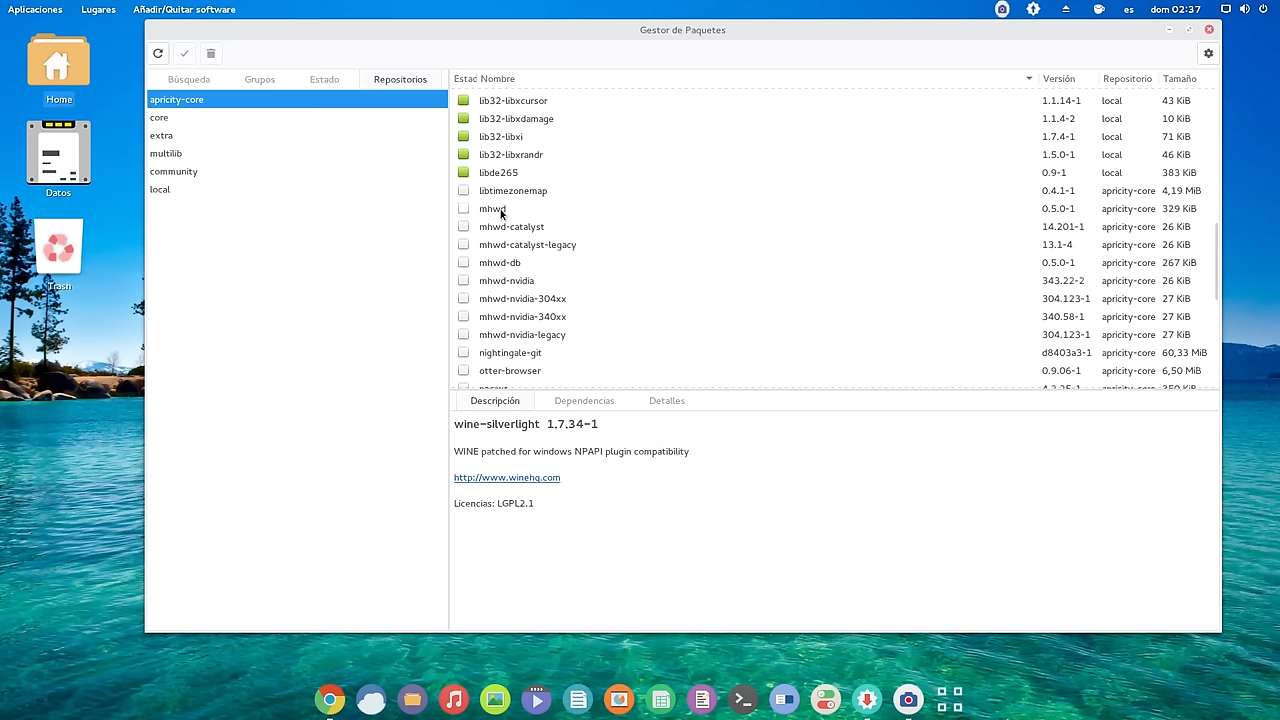 Aplicaciones Lugares Añadir/Quitar software es dom 02:37
Gestor de Paquetes
Home
Datos
Trash
Búsqueda Grupos Estado Repositorios
apricity-core
core
extra
multilib
community
local
Estad Nombre Versión Repositorio Tamaño
lib32-libxcursor 1.1.14-1 local 43 KiB
lib32-libxdamage 1.1.4-2 local 10 KiB
lib32-libxi 1.7.4-1 local 71 KiB
lib32-libxrandr 1.5.0-1 local 46 KiB
libde265 0.9-1 local 383 KiB
libtimezonemap 0.4.1-1 apricity-core 4,19 MiB
mhwd 0.5.0-1 apricity-core 329 KiB
mhwd-catalyst 14.201-1 apricity-core 26 KiB
mhwd-catalyst-legacy 13.1-4 apricity-core 26 KiB
mhwd-db 0.5.0-1 apricity-core 267 KiB
mhwd-nvidia 343.22-2 apricity-core 26 KiB
mhwd-nvidia-304xx 304.123-1 apricity-core 27 KiB
mhwd-nvidia-340xx 340.58-1 apricity-core 27 KiB
mhwd-nvidia-legacy 304.123-1 apricity-core 27 KiB
nightingale-git d8403a3-1 apricity-core 60,33 MiB
otter-browser 0.9.06-1 apricity-core 6,50 MiB
Descripción Dependencias Detalles
wine-silverlight 1.7.34-1
WINE patched for windows NPAPI plugin compatibility
http://www.winehq.com
Licencias: LGPL2.1